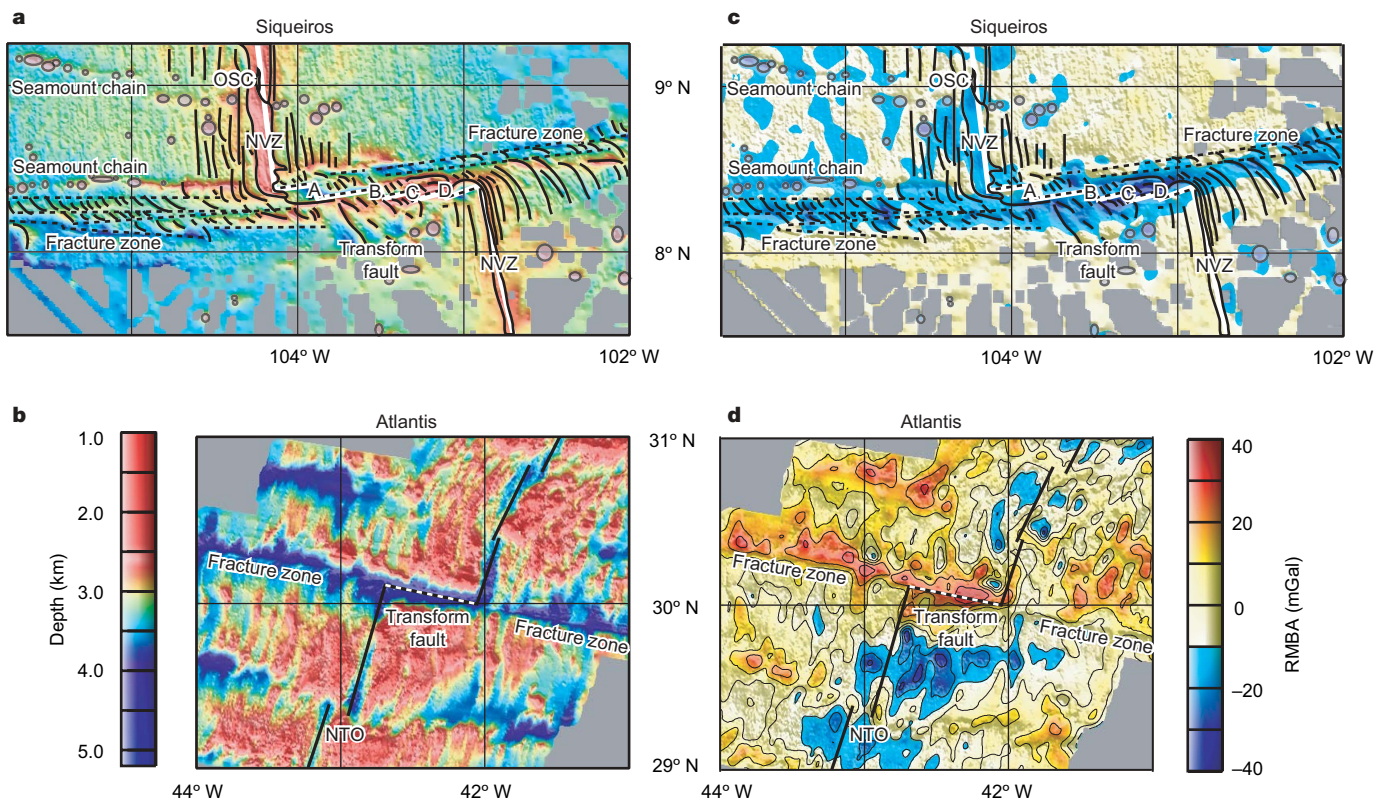 a
Siqueiros
OSC
9° N
Seamount chain
NVZ
Fracture zone
Seamount chain
A
B
C
D
Fracture zone
Transform
fault
NVZ
8° N
104° W
102° W
c
Siqueiros
OSC
Seamount chain
NVZ
Fracture zone
Seamount chain
A
B
C
D
Fracture zone
Transform
fault
NVZ
104° W
102° W
b
Atlantis
1.0
2.0
3.0
4.0
5.0
Depth (km)
31° N
Fracture zone
30° N
Transform
fault
Fracture zone
NTO
29° N
44° W
42° W
d
Atlantis
Fracture zone
Transform
fault
Fracture zone
NTO
44° W
42° W
40
20
0
–20
–40
RMBA (mGal)